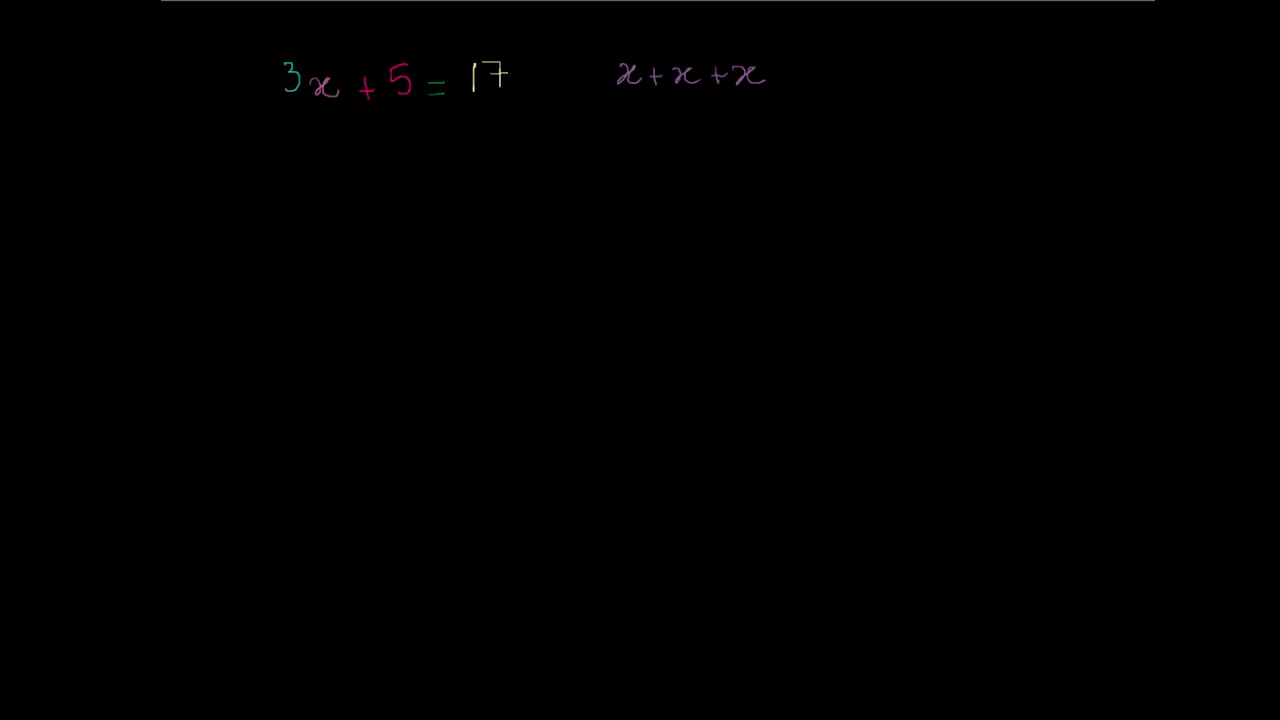 3x + 5 = 17 x + x + x